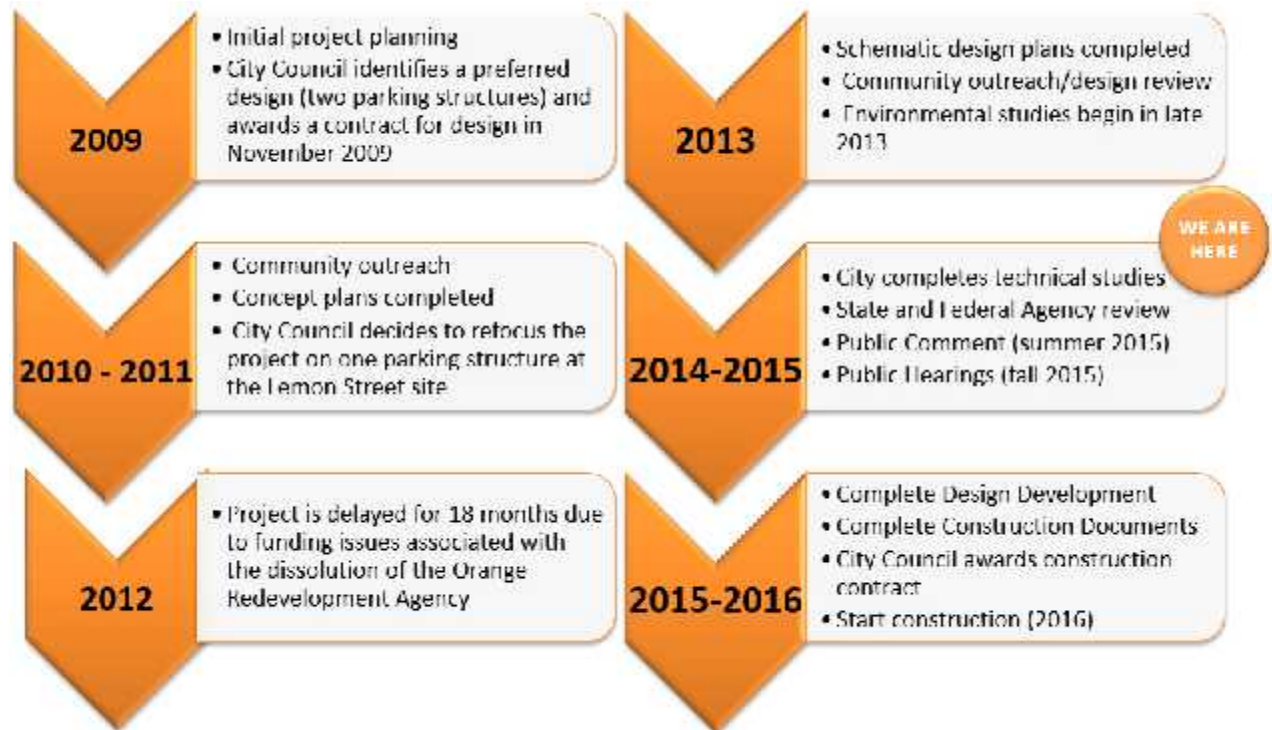 2009
• Initial project planning
• City Council identifies a preferred
design (two parking structures) and
awards a contract for design in
November 2009
2010 - 2011
• Community outreach
• Concept plans completed
• City Council decides to refocus the
project on one parking structure at
the Lemon Street site
2012
• Project is delayed for 18 months due
to funding issues associated with
the dissolution of the Orange
Redevelopment Agency
2013
• Schematic design plans completed
• Community outreach/design review
• Environmental studies begin in late
2013
WE ARE
HERE
2014-2015
• City completes technical studies
• State and Federal Agency review
• Public Comment (summer 2015)
• Public Hearings (fall 2015)
2015-2016
• Complete Design Development
• Complete Construction Documents
• City Council awards construction
contract
• Start construction (2016)